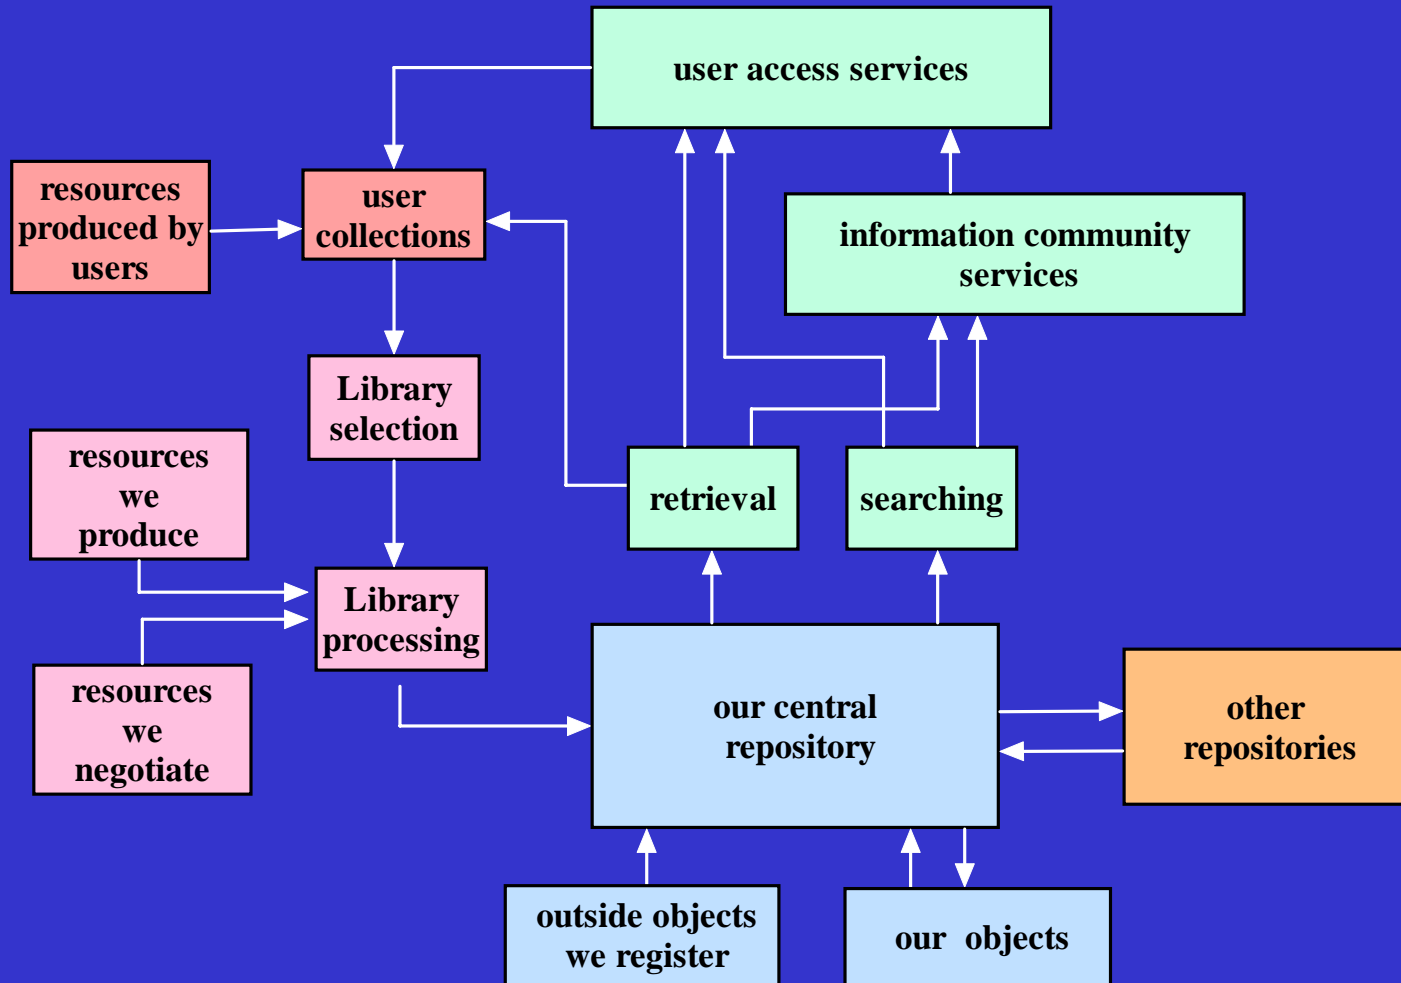 user access services
resources
produced by
users
user
collections
information community
services
Library
selection
resources
we
produce
retrieval
searching
Library
processing
resources
we
negotiate
our central
repository
other
repositories
outside objects
we register
our objects